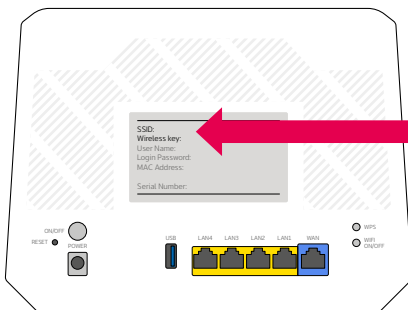 SSID:
Wireless key:
User Name:
Login Password:
MAC Address:
Serial Number:
ON/OFF
RESET
POWER
USB
LAN4
LAN3
LAN2
LAN1
WAN
WPS
WIFI
ON/OFF